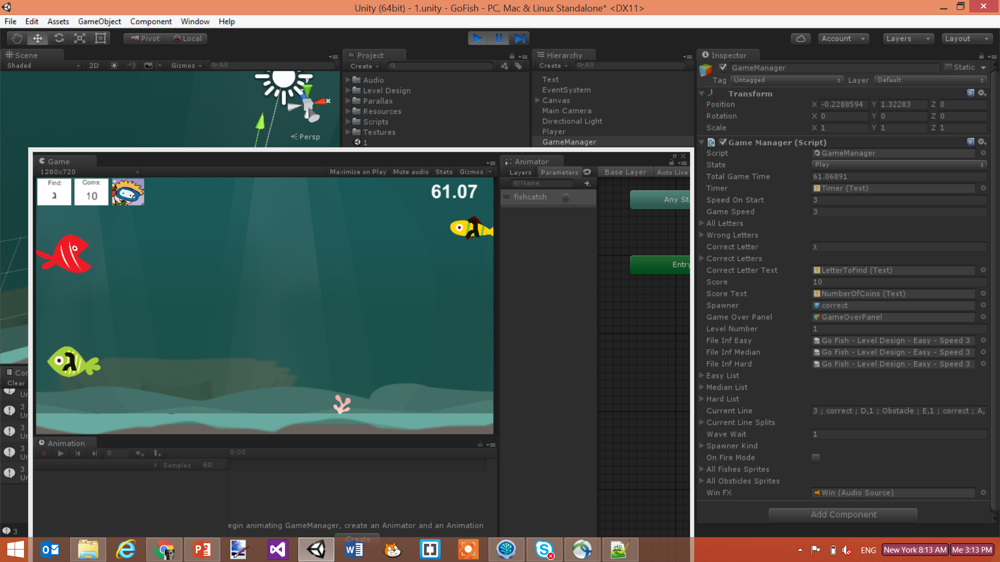 Unity (64bit) - 1.unity - GoFish - PC, Mac & Linux Standalone* <DX11>
File Edit Assets GameObject Component Window Help
Pivot Local Account Layers Layout
Scene
Shaded 2D Gizmos All
Project
Create
Audio
Level Design
Parallax
Resources
Scripts
Textures
1
y
x
Persp
Hierarchy
Create All
Text
EventSystem
Canvas
Main Camera
Directional Light
Player
GameManager
Game
1280x720 Maximize on Play Mute audio Stats Gizmos
Find:
ג
Coins:
10
61.07
ג
Animator
Layers Parameters Base Layer Auto Live
Name
fishcatch
Any Sta
Entry
Con
Clear
Un
3
Un
3
Un
3
Un
3
Un
3
Animation
0 0:00
Samples 60
egin animating GameManager, create an Animator and an Animation
Create
Inspector
GameManager Static
Tag Untagged Layer Default
Transform
Position X -0.2288594 Y 1.32283 Z 0
Rotation X 0 Y 0 Z 0
Scale X 1 Y 1 Z 1
Game Manager (Script)
Script GameManager
State Play
Total Game Time 61.06891
Timer Timer (Text)
Speed On Start 3
Game Speed 3
All Letters
Wrong Letters
Correct Letter ג
Correct Letters
Correct Letter Text LetterToFind (Text)
Score 10
Score Text NumberOfCoins (Text)
Spawner correct
Game Over Panel GameOverPanel
Level Number 1
File Inf Easy Go Fish - Level Design - Easy - Speed 3
File Inf Median Go Fish - Level Design - Easy - Speed 3
File Inf Hard Go Fish - Level Design - Easy - Speed 3
Easy List
Median List
Hard List
Current Line 3 ; correct ; D,1 ; Obstacle ; E,1 ; correct ; A,
Current Line Splits
Wave Wait 1
Spawner Kind
On Fire Mode
All Fishes Sprites
All Obsticles Sprites
Win FX Win (Audio Source)
Add Component
ENG New York 8:13 AM Me 3:13 PM